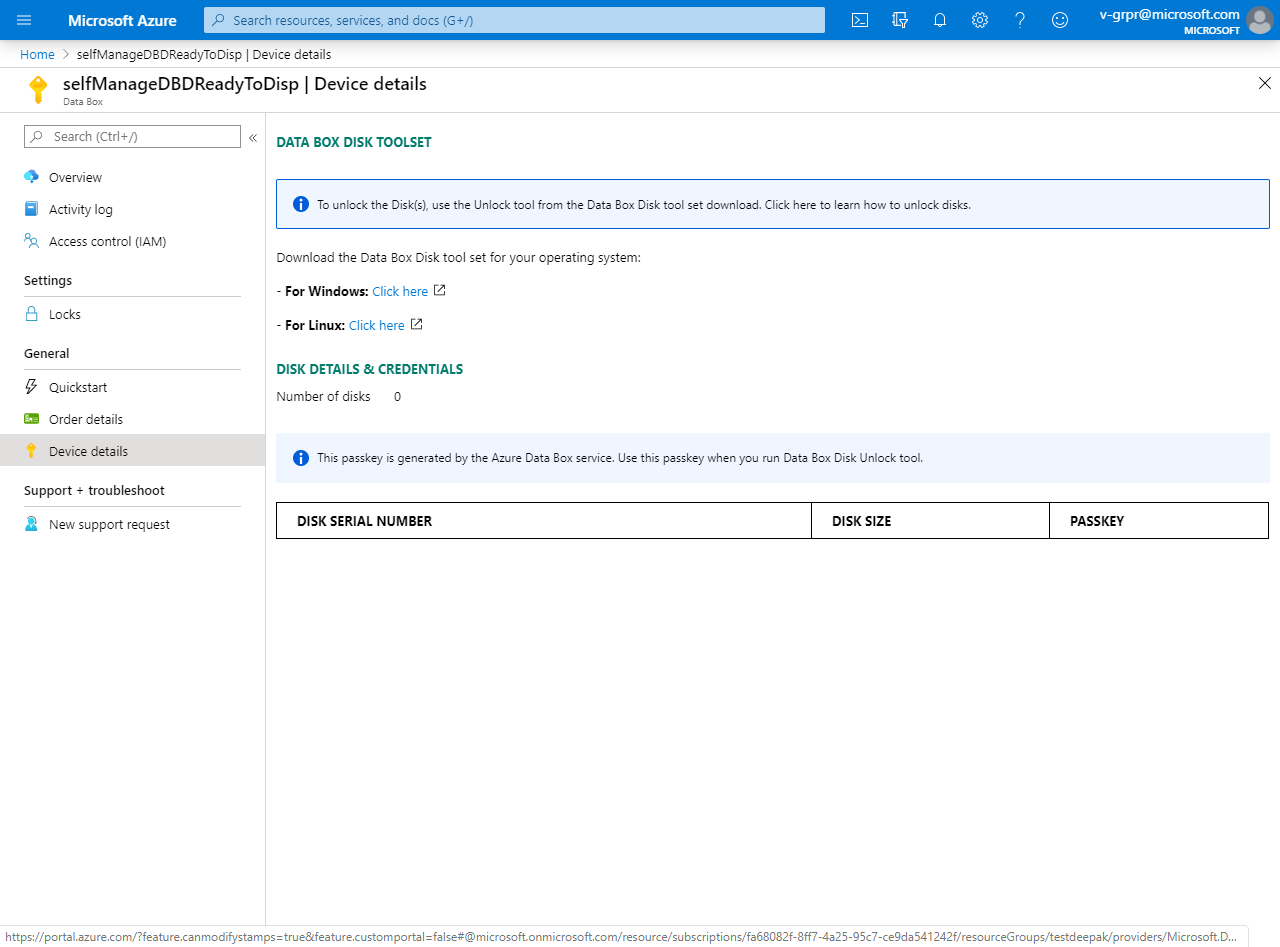 Microsoft Azure
Search resources, services, and docs (G+/)
v-grpr@microsoft.com
MICROSOFT
Home > selfManageDBDReadyToDisp | Device details
selfManageDBDReadyToDisp | Device details
Data Box
Search (Ctrl+/)
«
Overview
Activity log
Access control (IAM)
Settings
Locks
General
Quickstart
Order details
Device details
Support + troubleshoot
New support request
DATA BOX DISK TOOLSET
To unlock the Disk(s), use the Unlock tool from the Data Box Disk tool set download. Click here to learn how to unlock disks.
Download the Data Box Disk tool set for your operating system:
- For Windows: Click here
- For Linux: Click here
DISK DETAILS & CREDENTIALS
Number of disks 0
This passkey is generated by the Azure Data Box service. Use this passkey when you run Data Box Disk Unlock tool.
DISK SERIAL NUMBER DISK SIZE PASSKEY
https://portal.azure.com/?feature.canmodifystamps=true&feature.customportal=false#@microsoft.onmicrosoft.com/resource/subscriptions/fa68082f-8ff7-4a25-95c7-ce9da541242f/resourceGroups/testdeepak/providers/Microsoft.D...